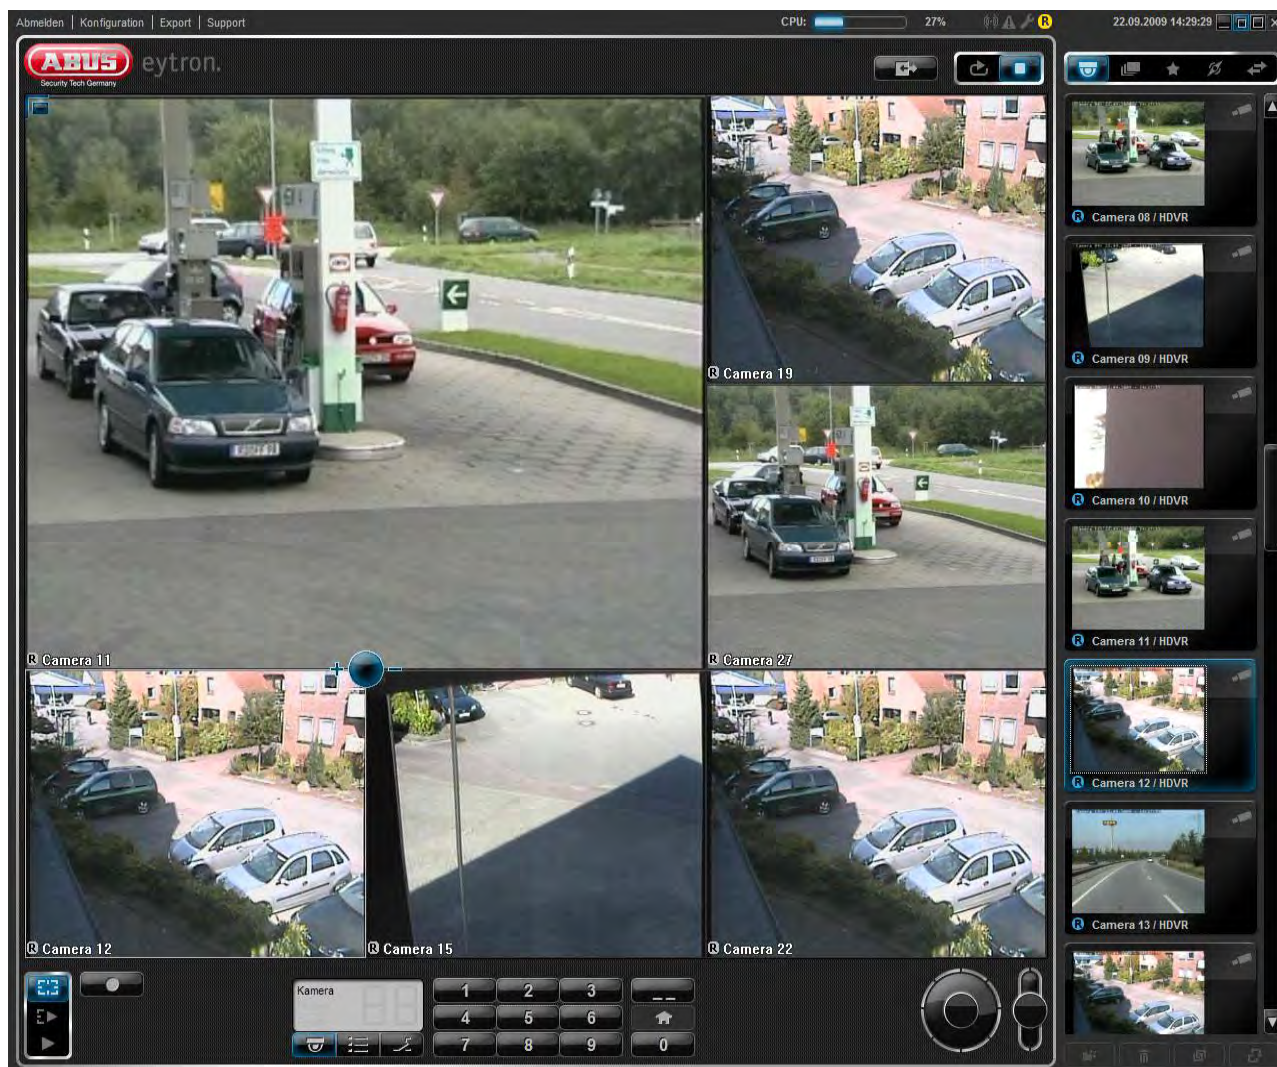 Abmelden | Konfiguration | Export | Support
CPU: 27%
R
22.09.2009 14:29:29
ABUS
Security Tech Germany
eytron.
R Camera 11
R Camera 19
R Camera 27
R Camera 12
R Camera 15
R Camera 22
R Camera 08 / HDVR
R Camera 09 / HDVR
R Camera 10 / HDVR
R Camera 11 / HDVR
R Camera 12 / HDVR
R Camera 13 / HDVR
Kamera
1 2 3 _ _
4 5 6
7 8 9 0